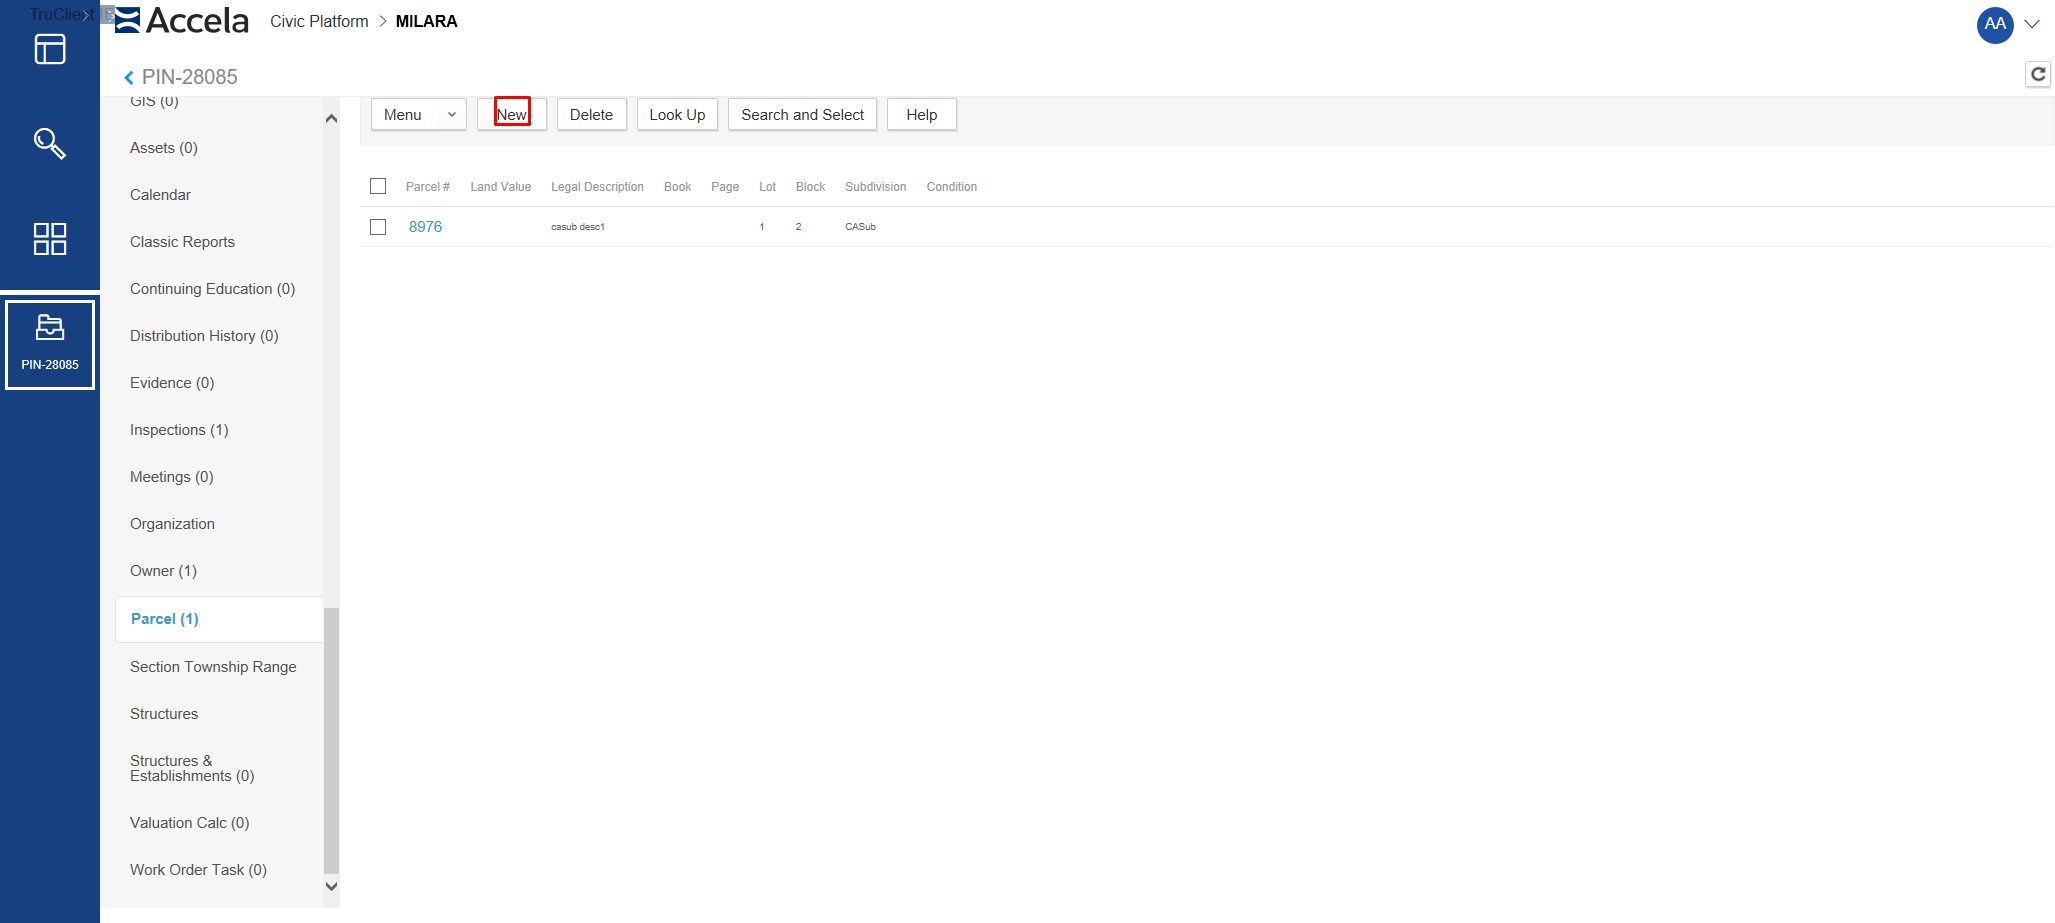 TruClient
Accela
Civic Platform > MILARA
AA
PIN-28085
GIS (0)
Assets (0)
Calendar
Classic Reports
Continuing Education (0)
Distribution History (0)
Evidence (0)
Inspections (1)
Meetings (0)
Organization
Owner (1)
Parcel (1)
Section Township Range
Structures
Structures &
Establishments (0)
Valuation Calc (0)
Work Order Task (0)
PIN-28085
Menu New Delete Look Up Search and Select Help
Parcel # Land Value Legal Description Book Page Lot Block Subdivision Condition
8976 casub desc1 1 2 CASub